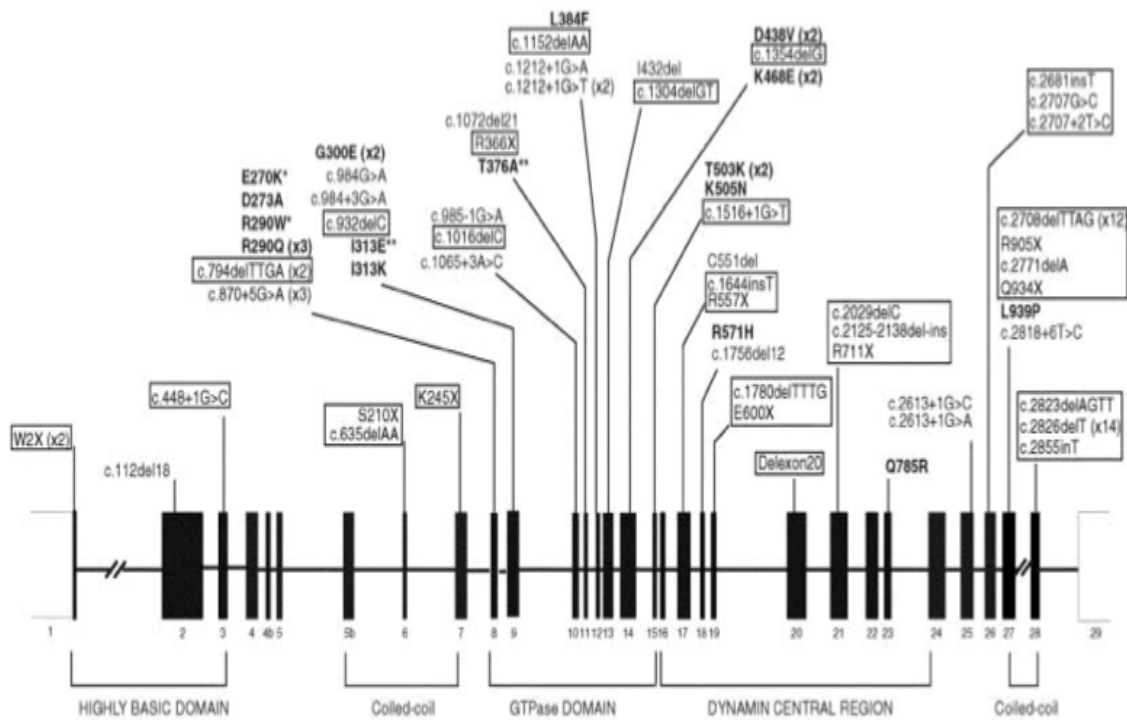 L384F
c.1152delAA
c.1212+1G>A
c.1212+1G>T (x2)
D438V (x2)
c.1354delG
K468E (x2)
I432del
c.1304delGT
c.2681insT
c.2707G>C
c.2707+2T>C
c.1072del21
R366X
T376A**
G300E (x2)
c.984G>A
c.984+3G>A
c.932delC
I313E**
I313K
E270K*
D273A
R290W*
R290Q (x3)
c.794delTTGA (x2)
c.870+5G>A (x3)
c.985-1G>A
c.1016delC
c.1065+3A>C
T503K (x2)
K505N
c.1516+1G>T
C551del
c.1644insT
R557X
R571H
c.1756del12
c.1780delTTTG
E600X
c.2029delC
c.2125-2138del-ins
R711X
c.2708delTTAG (x12)
R905X
c.2771delA
Q934X
L939P
c.2818+6T>C
c.2613+1G>C
c.2613+1G>A
c.2823delAGTT
c.2826delT (x14)
c.2855inT
W2X (x2)
c.448+1G>C
c.112del18
S210X
c.635delAA
K245X
Delexon20
Q785R
1 2 3 4 4b 5 5b 6 7 8 9 10 11 12 13 14 15 16 17 18 19 20 21 22 23 24 25 26 27 28 29
HIGHLY BASIC DOMAIN Coiled-coil GTPase DOMAIN DYNAMIN CENTRAL REGION Coiled-coil